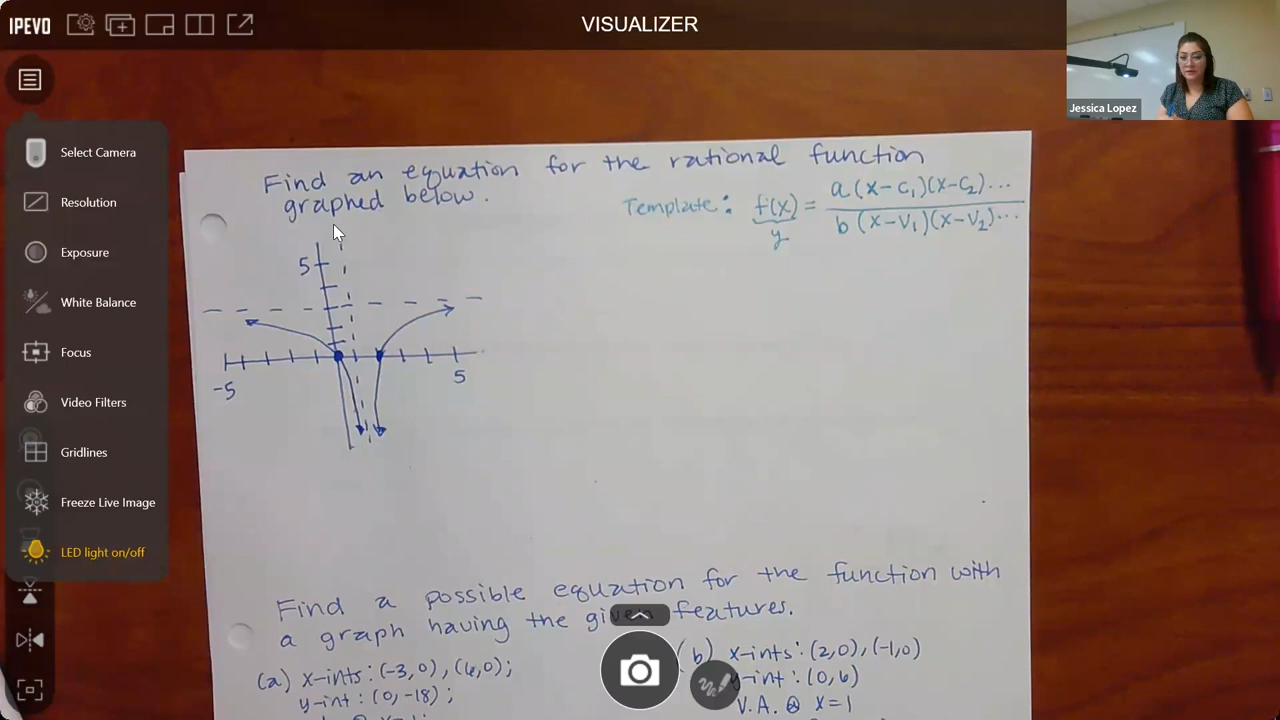 IPEVO
VISUALIZER
Jessica Lopez
Select Camera
Resolution
Exposure
White Balance
Focus
Video Filters
Gridlines
Freeze Live Image
LED light on/off
Find an equation for the rational function
graphed below.
Template: f(x) = a(x-c₁)(x-c₂)...
b(x-v₁)(x-v₂)...
y
5
-5
5
Find a possible equation for the function with
a graph having the given features.
(a) x-ints: (-3,0), (6,0);
y-int: (0,-18);
(b) x-ints: (2,0), (-1,0)
y-int: (0,6)
V.A. @ x=1